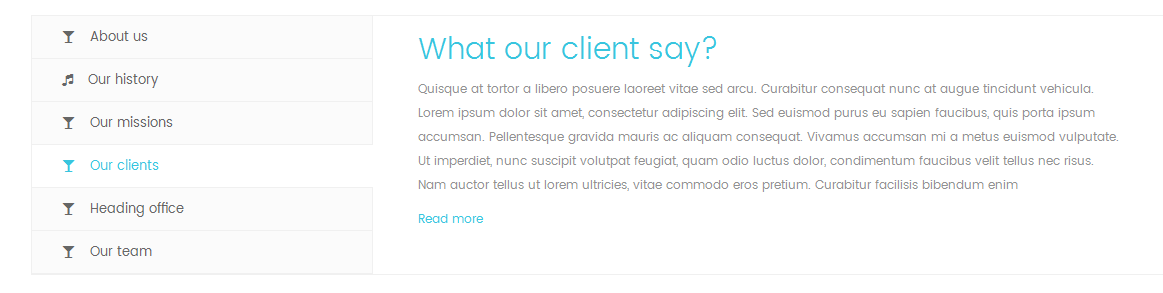 About us
Our history
Our missions
Our clients
Heading office
Our team
What our client say?
Quisque at tortor a libero posuere laoreet vitae sed arcu. Curabitur consequat nunc at augue tincidunt vehicula.
Lorem ipsum dolor sit amet, consectetur adipiscing elit. Sed euismod purus eu sapien faucibus, quis porta ipsum
accumsan. Pellentesque gravida mauris ac aliquam consequat. Vivamus accumsan mi a metus euismod vulputate.
Ut imperdiet, nunc suscipit volutpat feugiat, quam odio luctus dolor, condimentum faucibus velit tellus nec risus.
Nam auctor tellus ut lorem ultricies, vitae commodo eros pretium. Curabitur facilisis bibendum enim
Read more